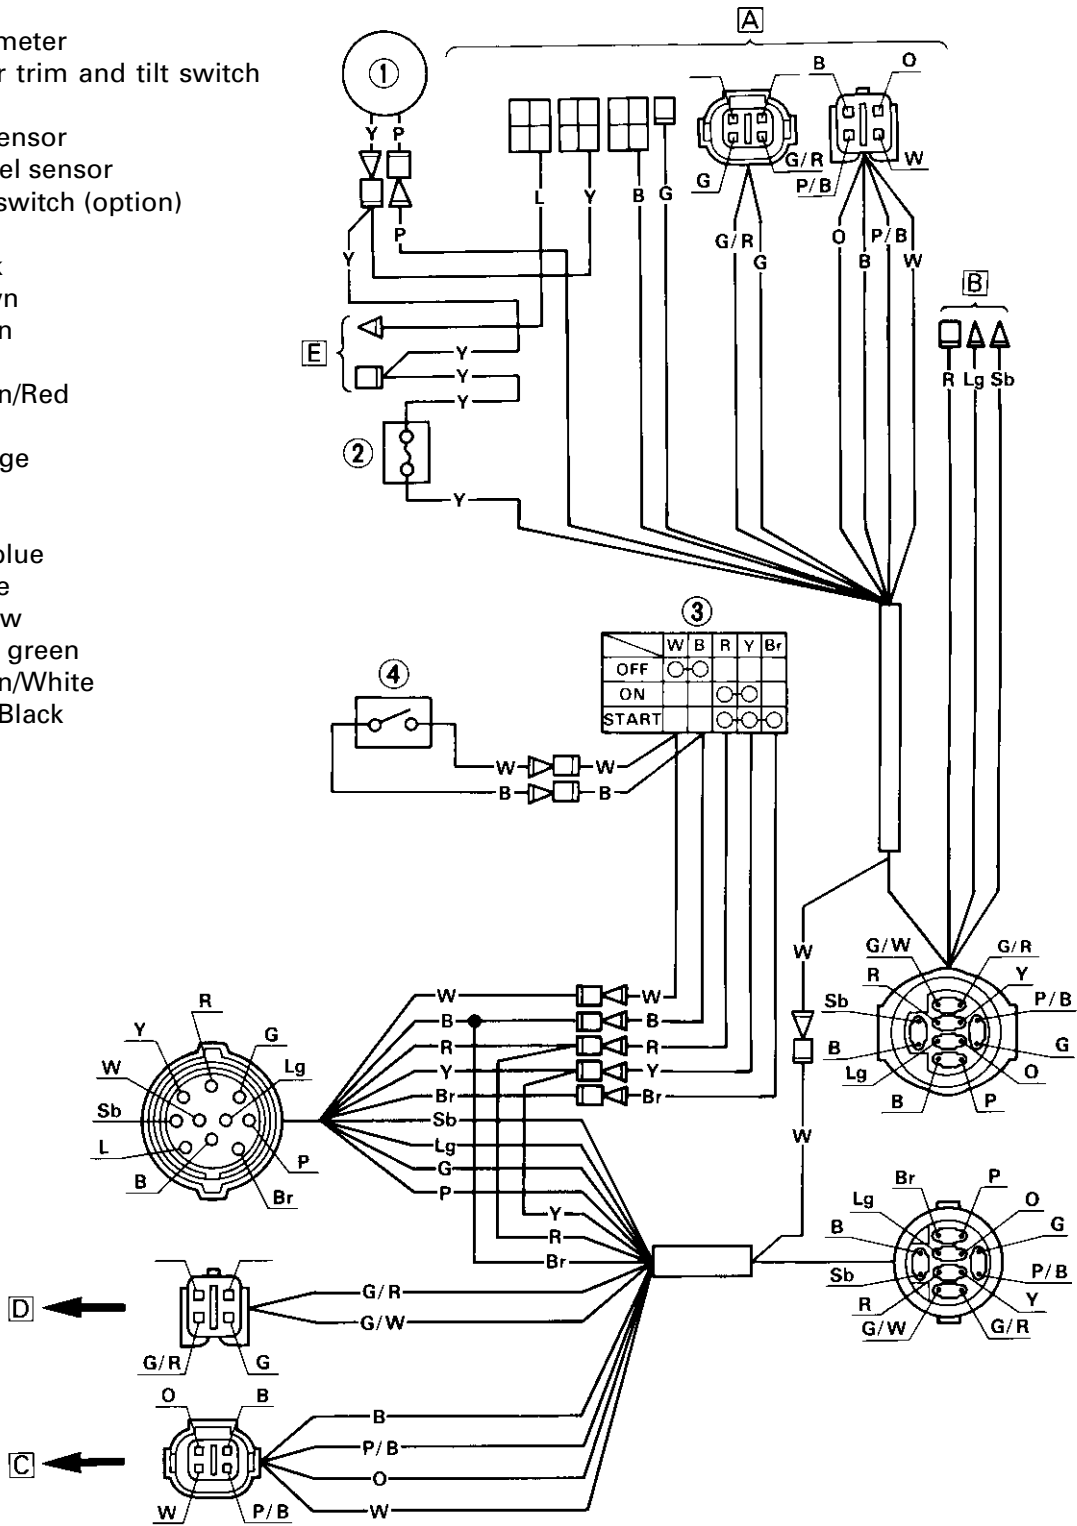 meter
r trim and tilt switch
ensor
el sensor
switch (option)
k
vn
n
n/Red
ge
blue
e
w
green
n/White
Black
A
1
Y P
B O
G G/R
P/B W
L Y B G
P
Y
G/R G
O P/B
B W
B
E
Y
Y
Y
R Lg Sb
2
Y
3
W B R Y Br
OFF
ON
START
4
W W
B B
W
G/W G/R
R Y
Sb P/B
B G
Lg O
B P
W W
B B
R R
Y Y
Br Br
Sb
Lg
G
P
Y
R
Br
R
Y G
W Lg
Sb
L P
B Br
W
Br P
Lg O
B G
Sb P/B
R Y
G/W G/R
D
G/R
G/W
G/R G
O B
C
B
P/B
O
W
W P/B